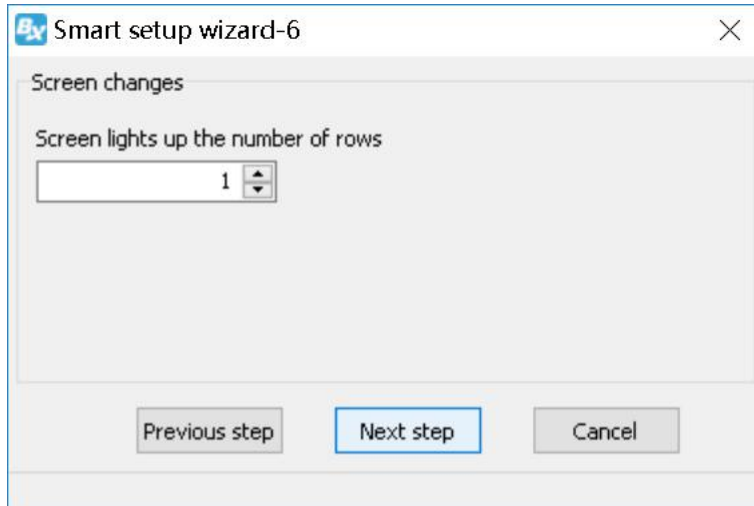 BX Smart setup wizard-6
Screen changes
Screen lights up the number of rows
1
Previous step Next step Cancel